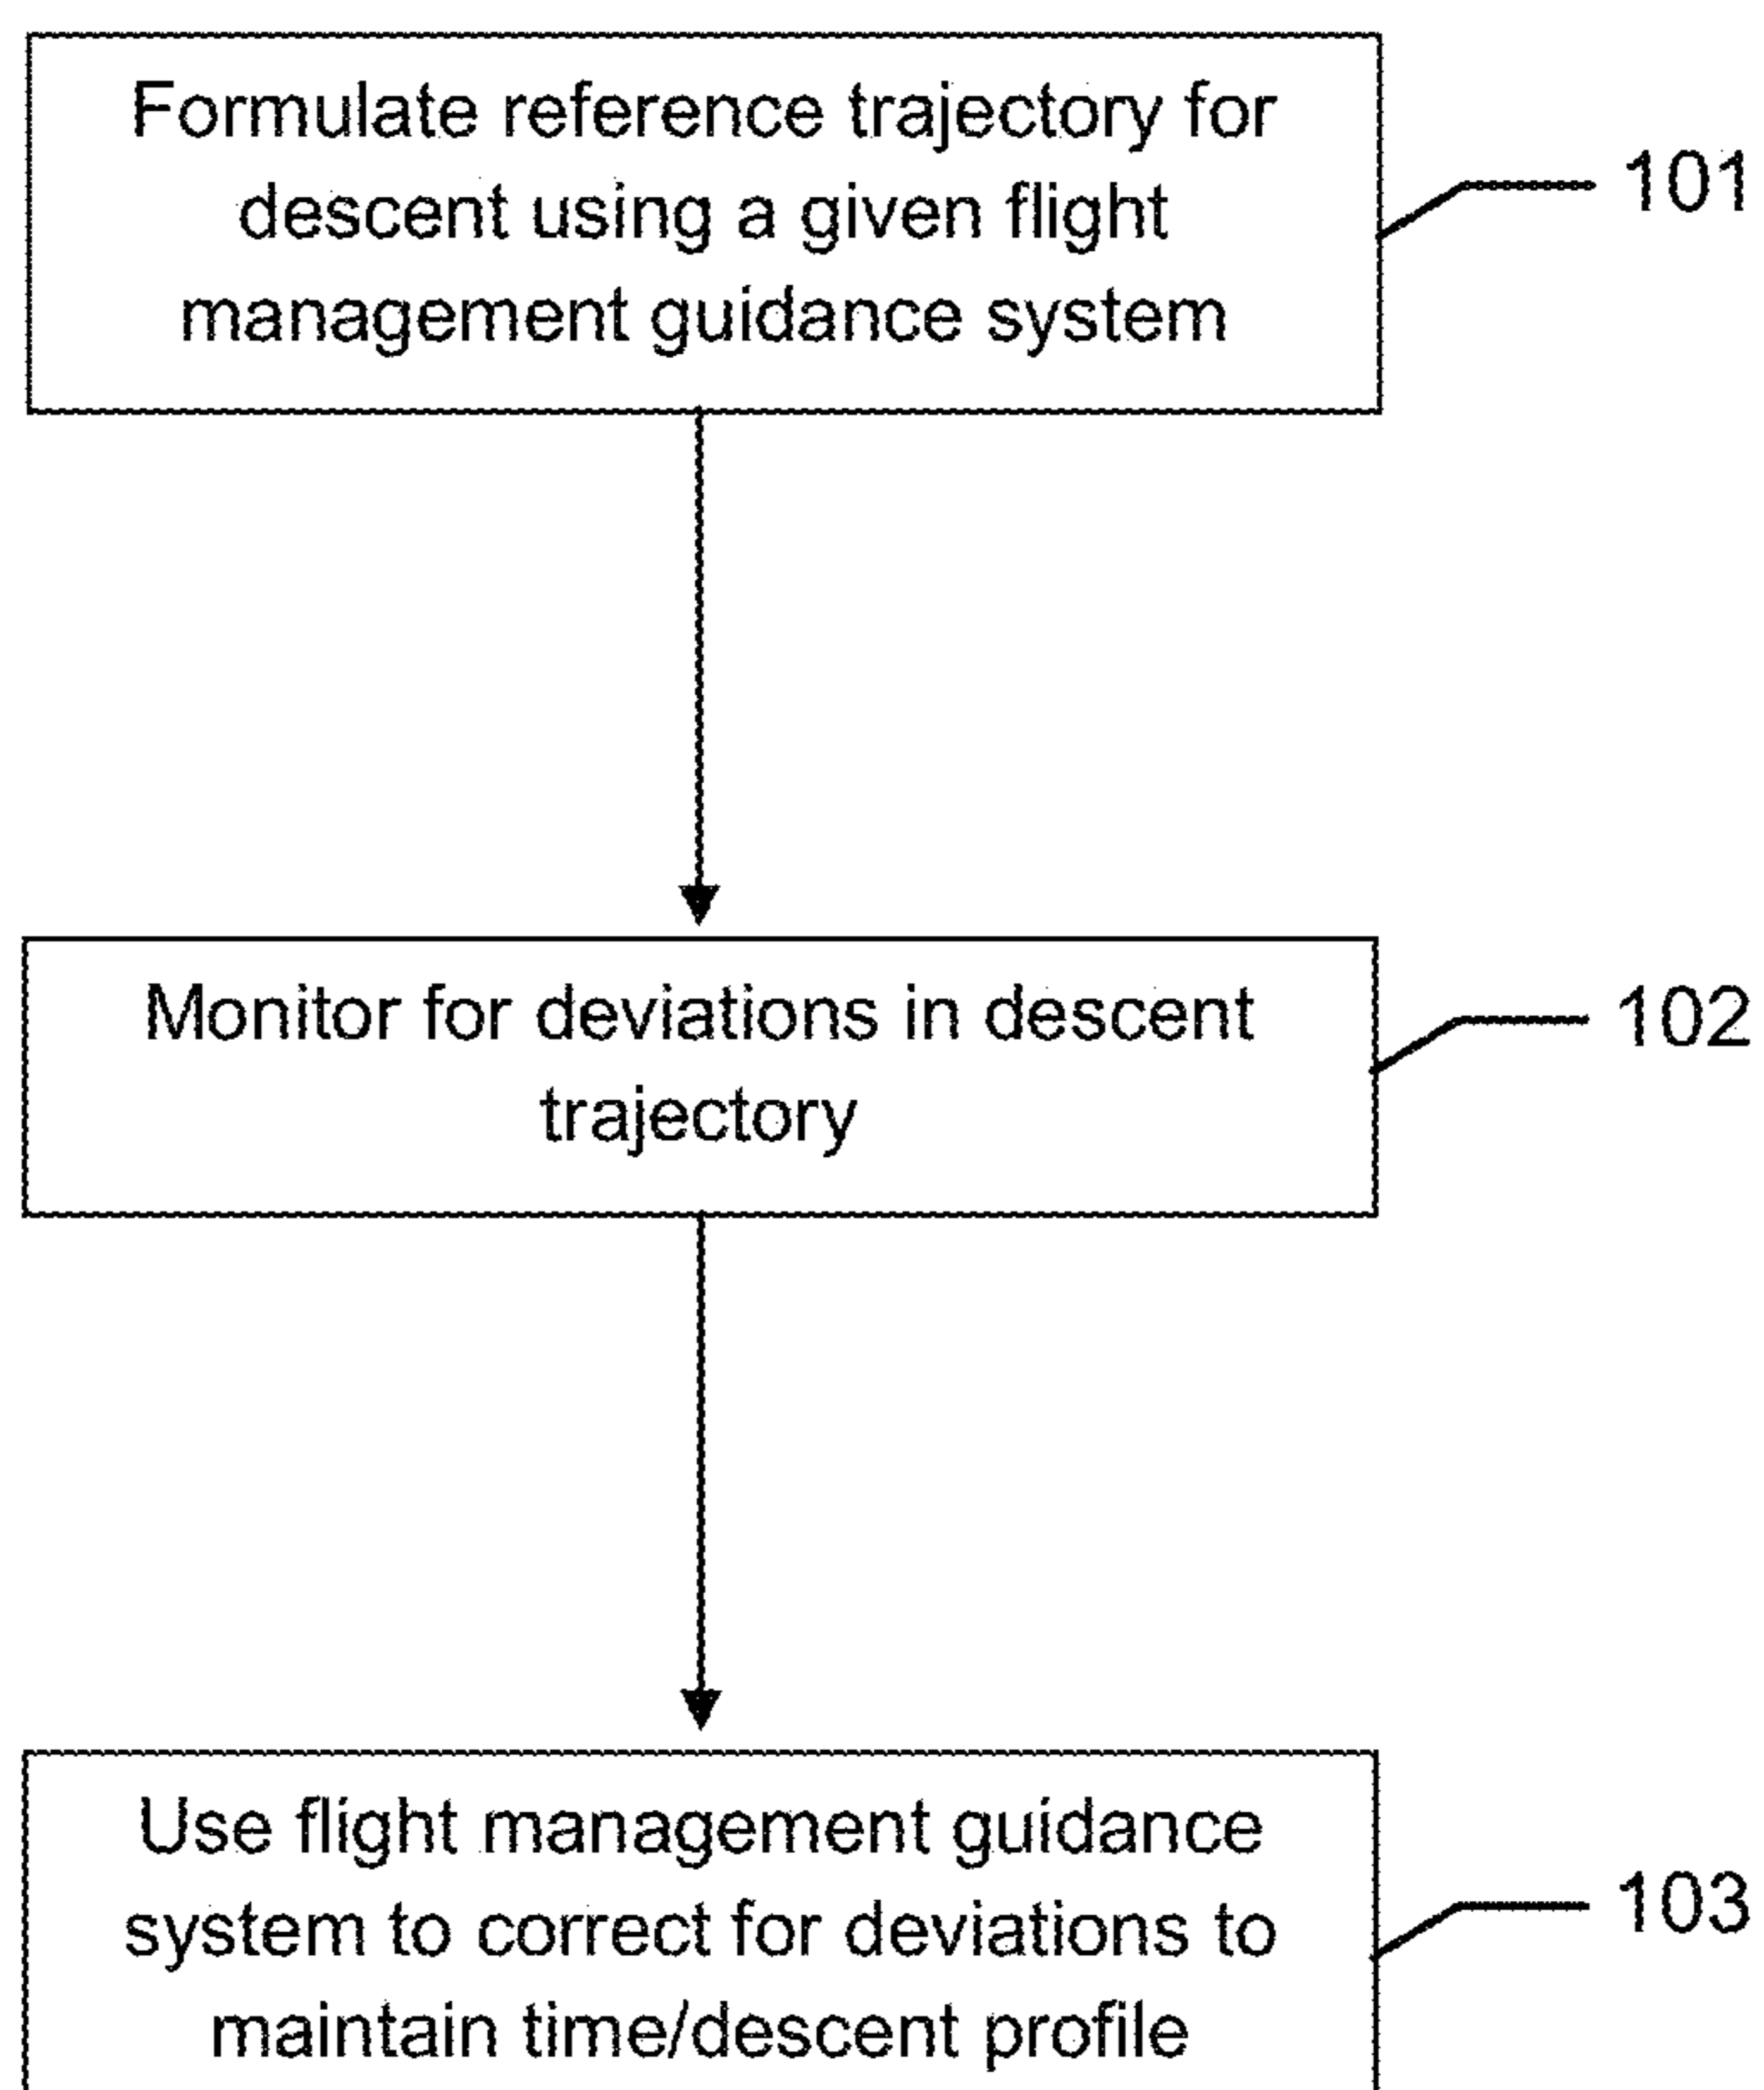 Formulate reference trajectory for
descent using a given flight
management guidance system
101
Monitor for deviations in descent
trajectory
102
Use flight management guidance
system to correct for deviations to
maintain time/descent profile
103